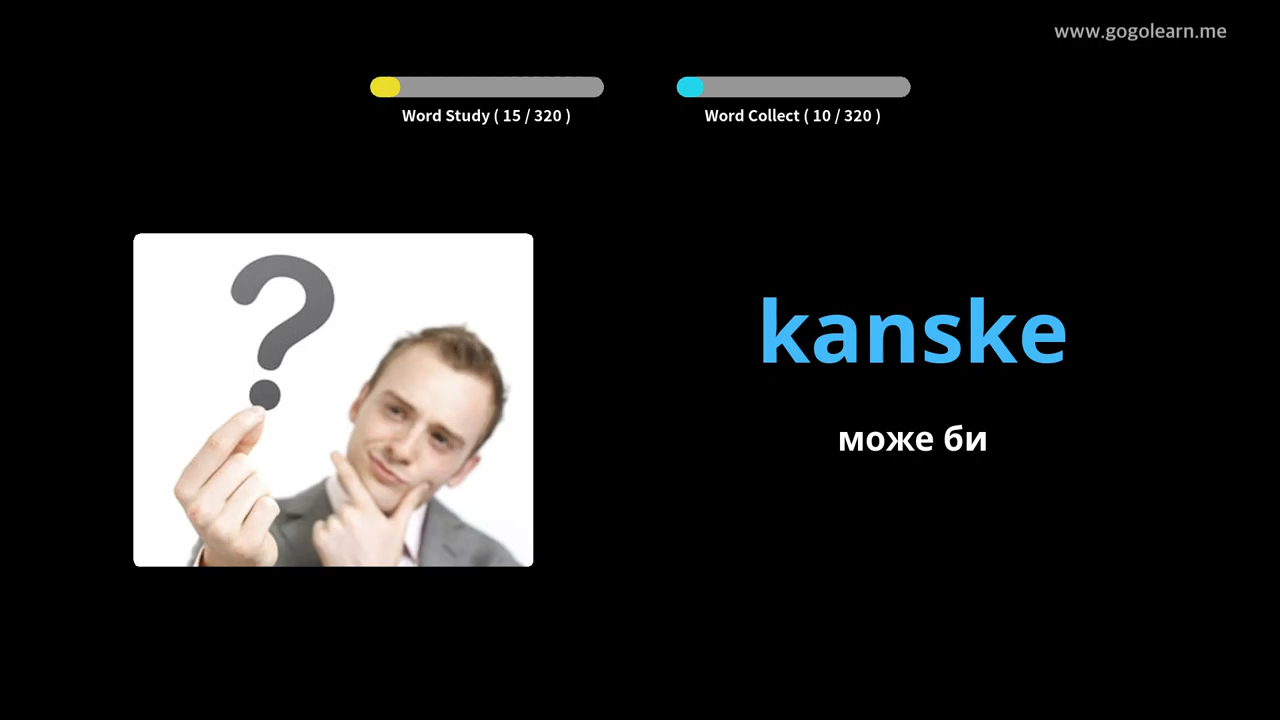 www.gogolearn.me
Word Study ( 15 / 320 )
Word Collect ( 10 / 320 )
kanske
може би